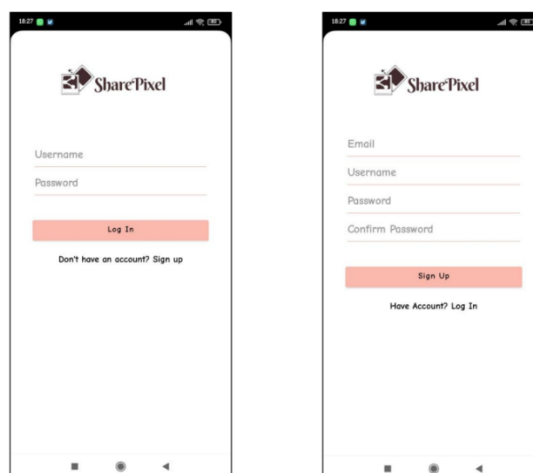 18:27
SharePixel
Username
Password
Log In
Don't have an account? Sign up
18:27
SharePixel
Email
Username
Password
Confirm Password
Sign Up
Have Account? Log In